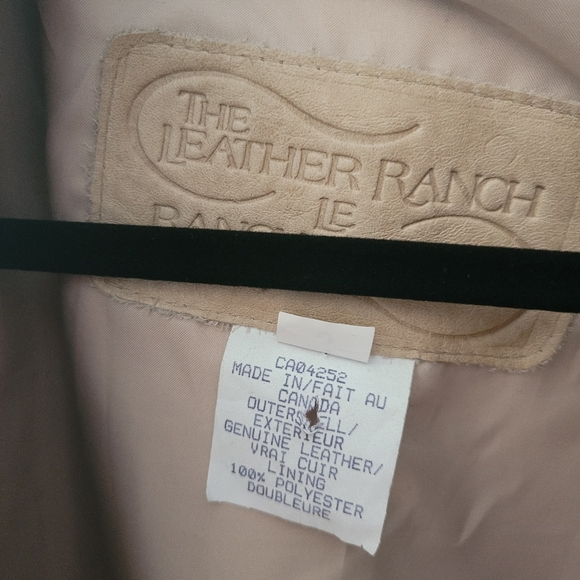 THE
LEATHER RANCH
LE
CA04252
MADE IN/FAIT AU
CANADA
EXTERIEUR
GENUINE LEATHER/
VRAI CUIR
LINING
100% POLYESTER
DOUBLEURE